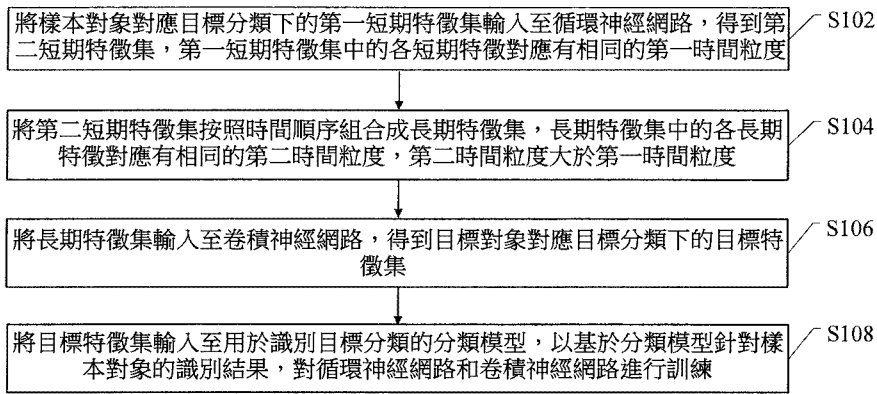 將樣本對象對應目標分類下的第一短期特徵集輸入至循環神經網路，得到第
二短期特徵集，第一短期特徵集中的各短期特徵對應有相同的第一時間粒度
S102
將第二短期特徵集按照時間順序組合成長期特徵集，長期特徵集中的各長期
特徵對應有相同的第二時間粒度，第二時間粒度大於第一時間粒度
S104
將長期特徵集輸入至卷積神經網路，得到目標對象對應目標分類下的目標特
徵集
S106
將目標特徵集輸入至用於識別目標分類的分類模型，以基於分類模型針對樣
本對象的識別結果，對循環神經網路和卷積神經網路進行訓練
S108